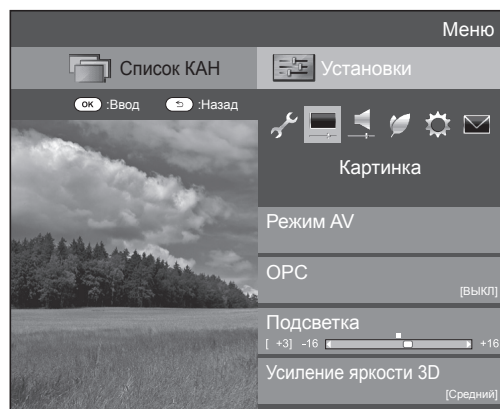 Меню
Список КАН
Установки
OK :Ввод :Назад
Картинка
Режим AV
OPC
[ВЫКЛ]
Подсветка
[ +3] -16 +16
Усиление яркости 3D
[Средний]